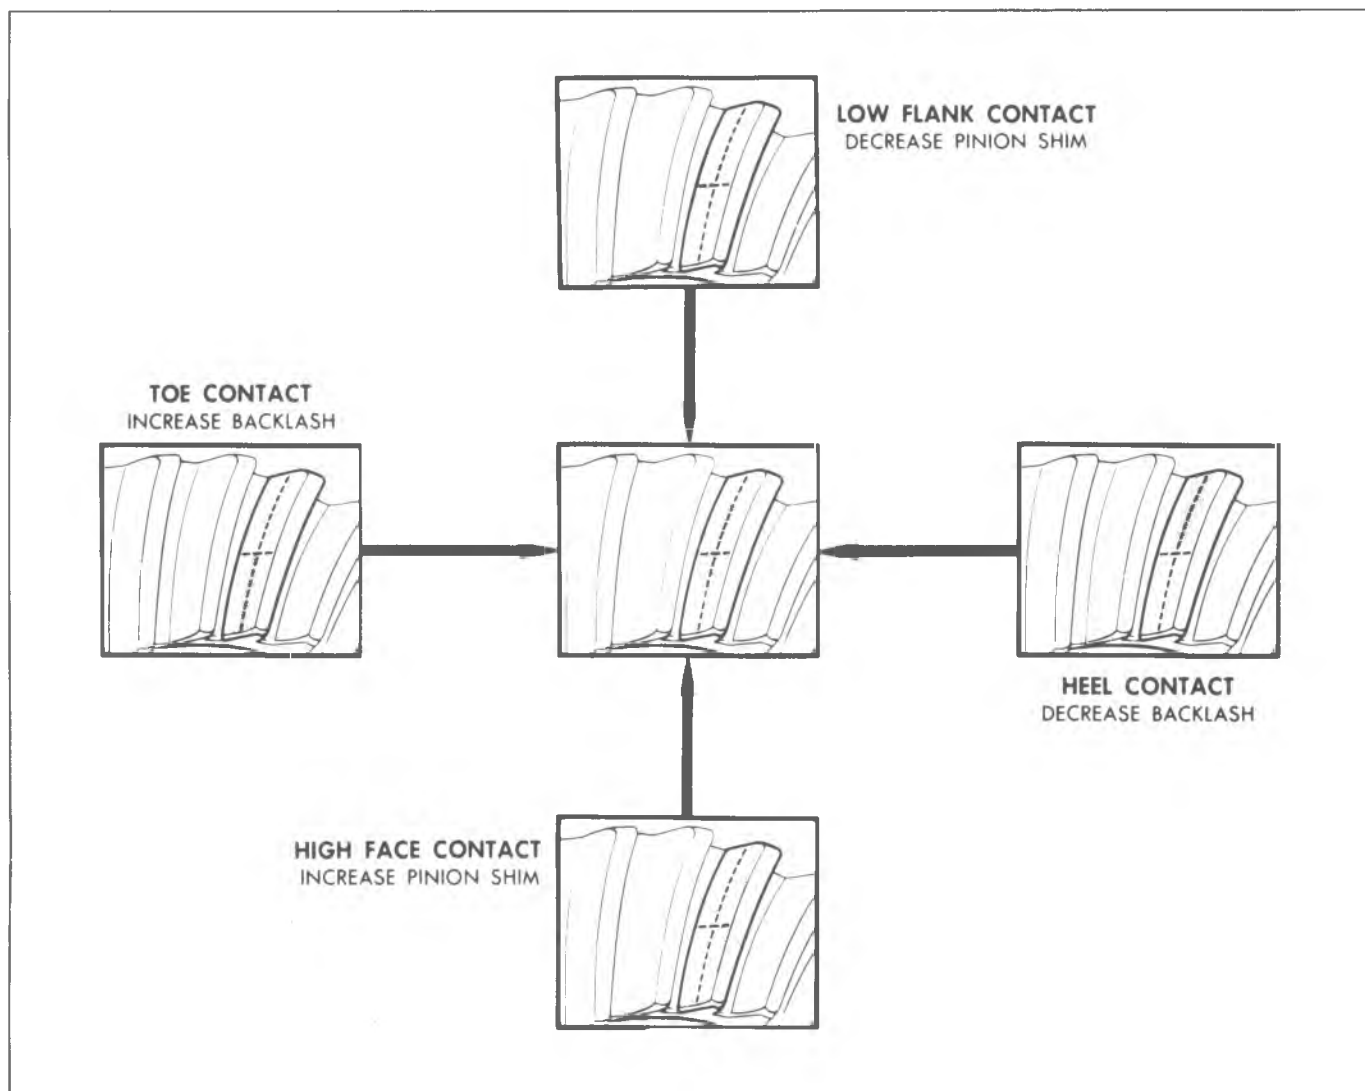 LOW FLANK CONTACT
DECREASE PINION SHIM
TOE CONTACT
INCREASE BACKLASH
HEEL CONTACT
DECREASE BACKLASH
HIGH FACE CONTACT
INCREASE PINION SHIM